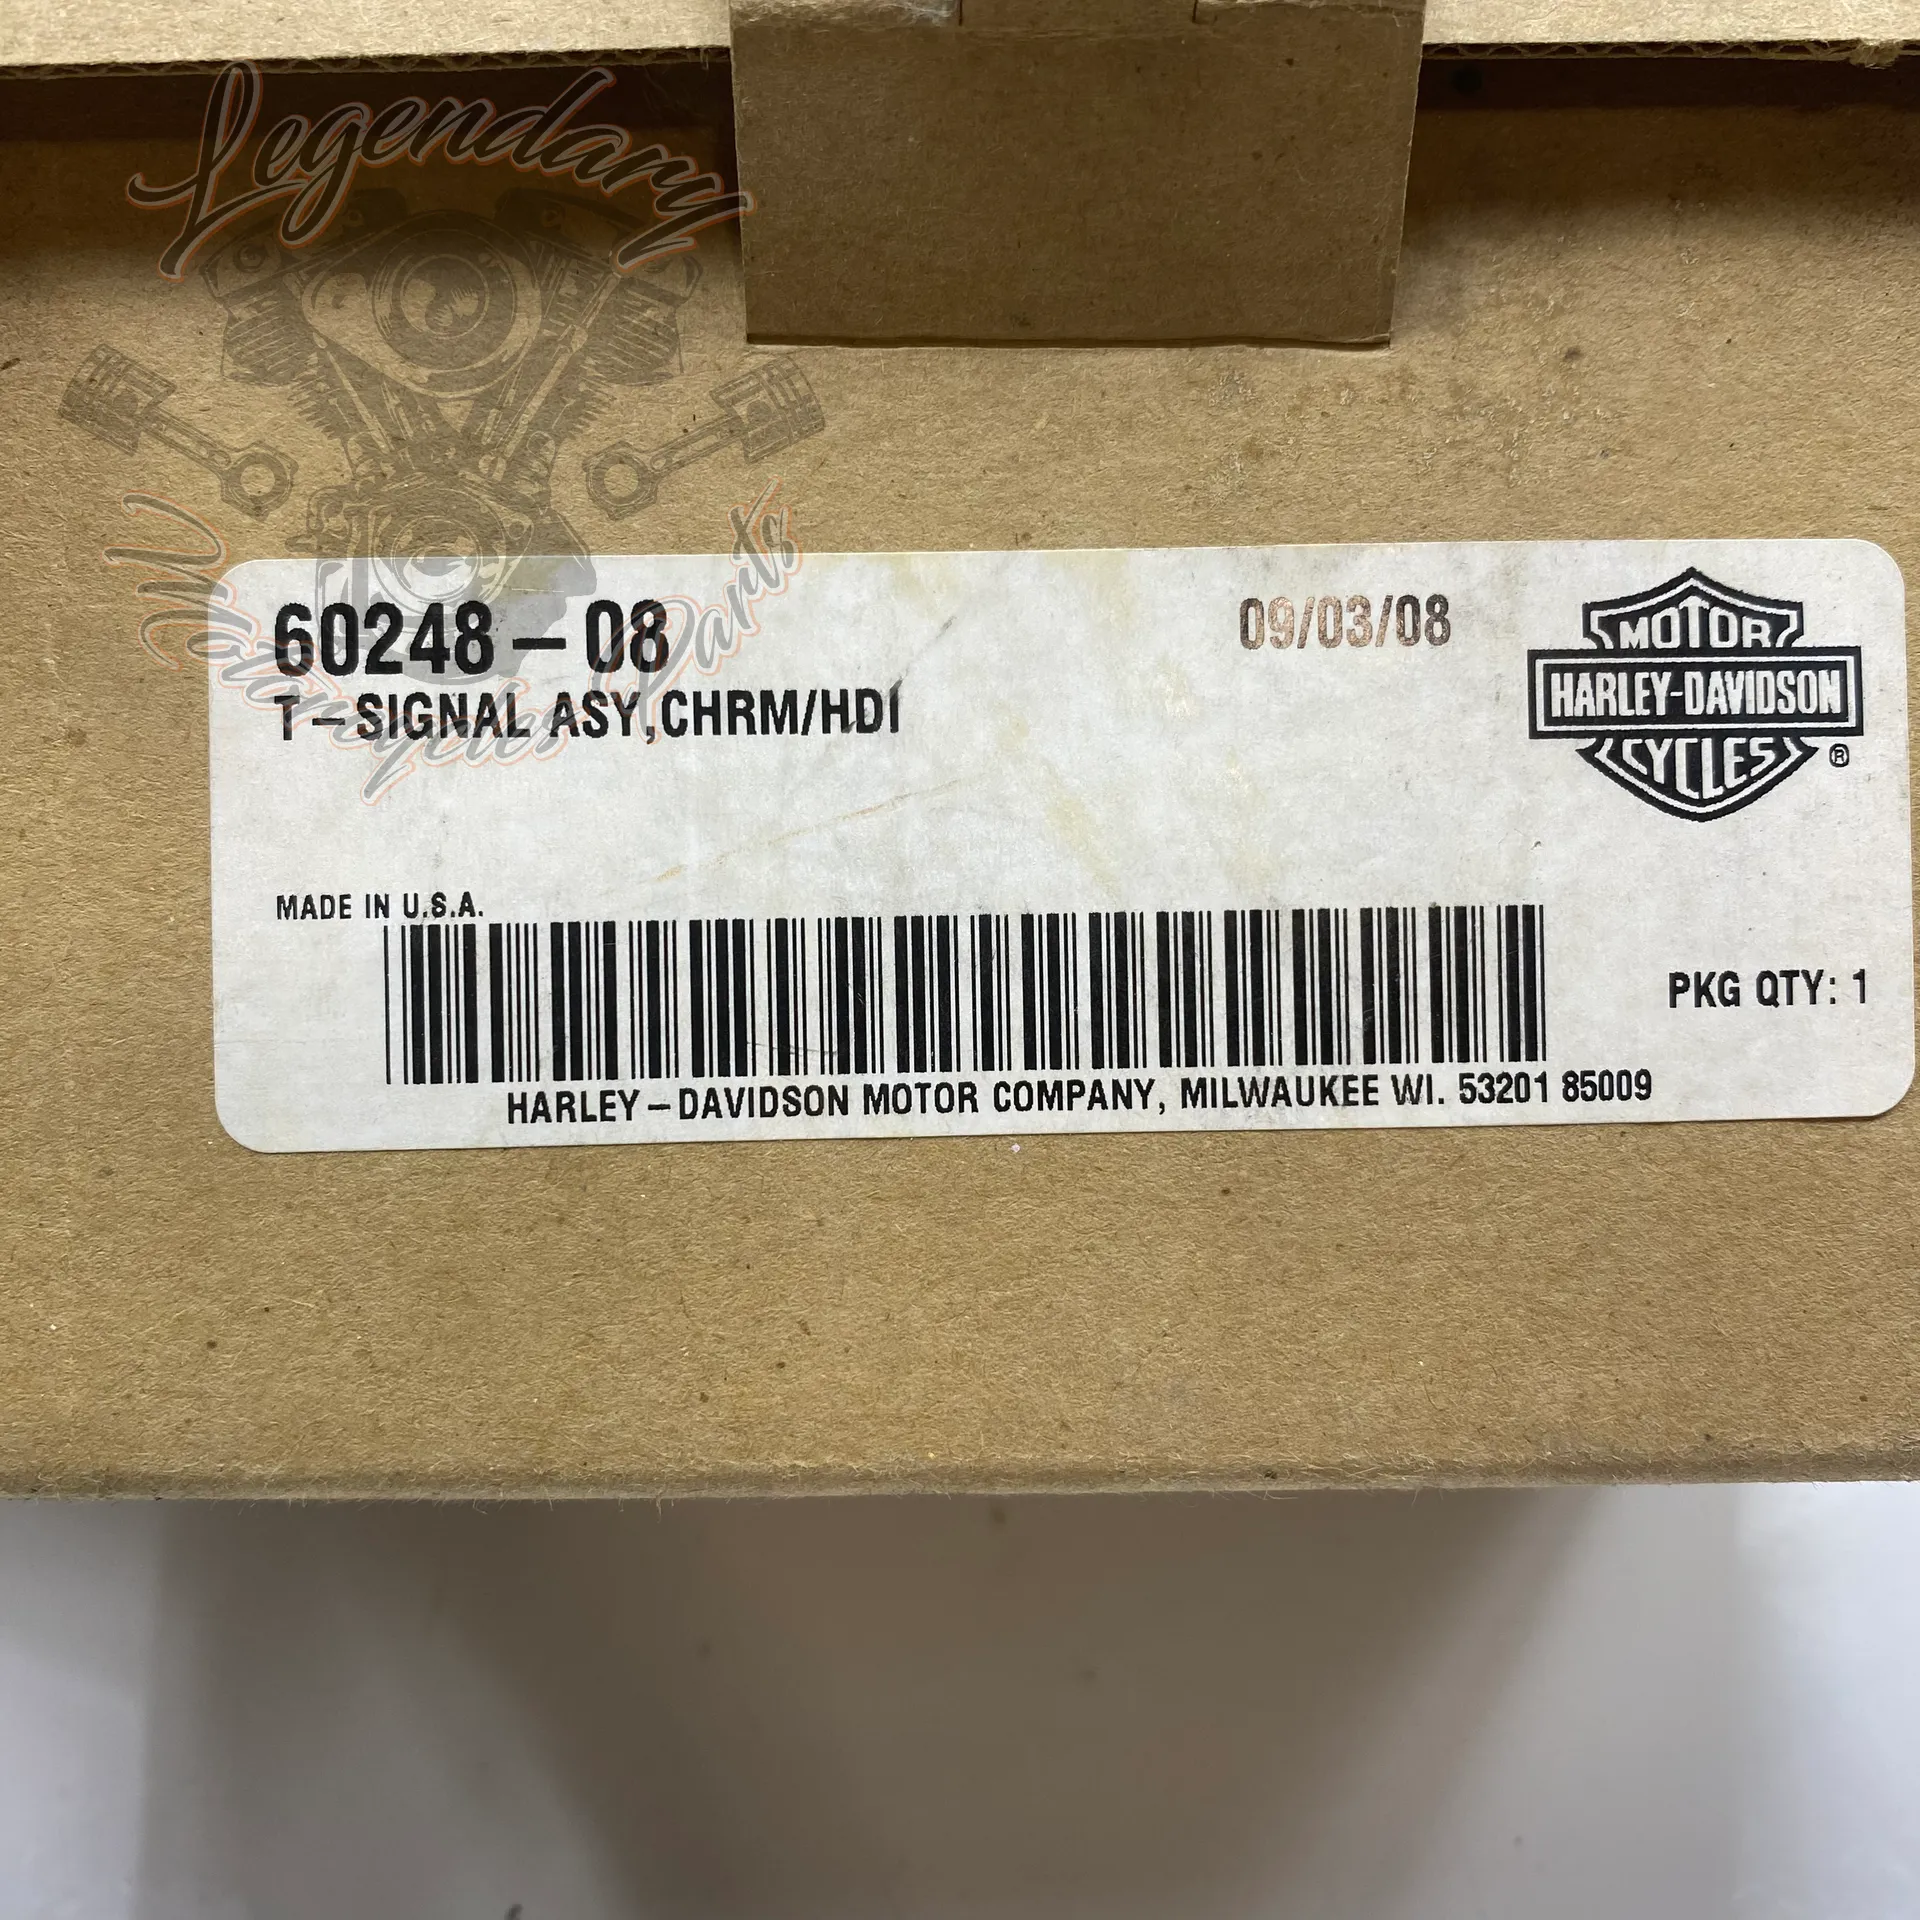 Legendary
Motorcycles Parts
60248-08
09/03/08
T-SIGNAL ASY,CHRM/HDI
MOTOR
HARLEY-DAVIDSON
CYCLES
®
MADE IN U.S.A.
PKG QTY: 1
HARLEY-DAVIDSON MOTOR COMPANY, MILWAUKEE WI. 53201 85009